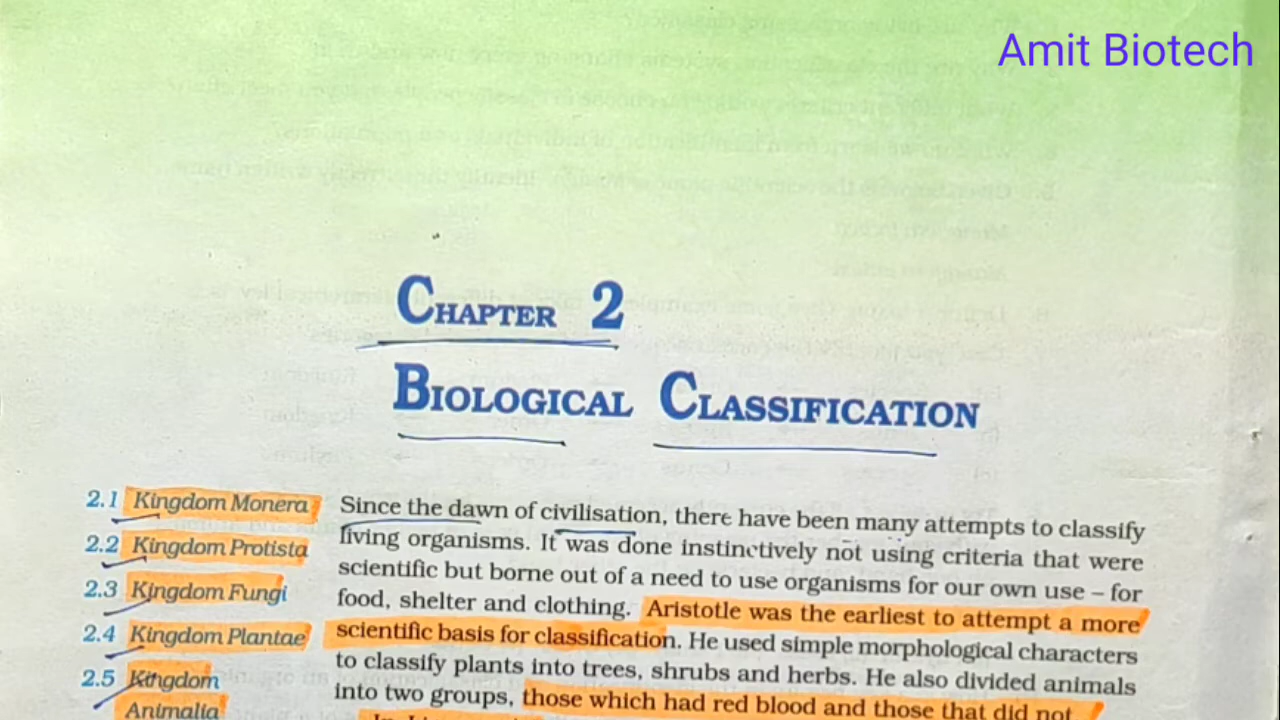 Amit Biotech
CHAPTER 2
BIOLOGICAL CLASSIFICATION
2.1 Kingdom Monera
2.2 Kingdom Protista
2.3 Kingdom Fungi
2.4 Kingdom Plantae
2.5 Kingdom
Animalia
Since the dawn of civilisation, there have been many attempts to classify
living organisms. It was done instinctively not using criteria that were
scientific but borne out of a need to use organisms for our own use – for
food, shelter and clothing. Aristotle was the earliest to attempt a more
scientific basis for classification. He used simple morphological characters
to classify plants into trees, shrubs and herbs. He also divided animals
into two groups, those which had red blood and those that did not.